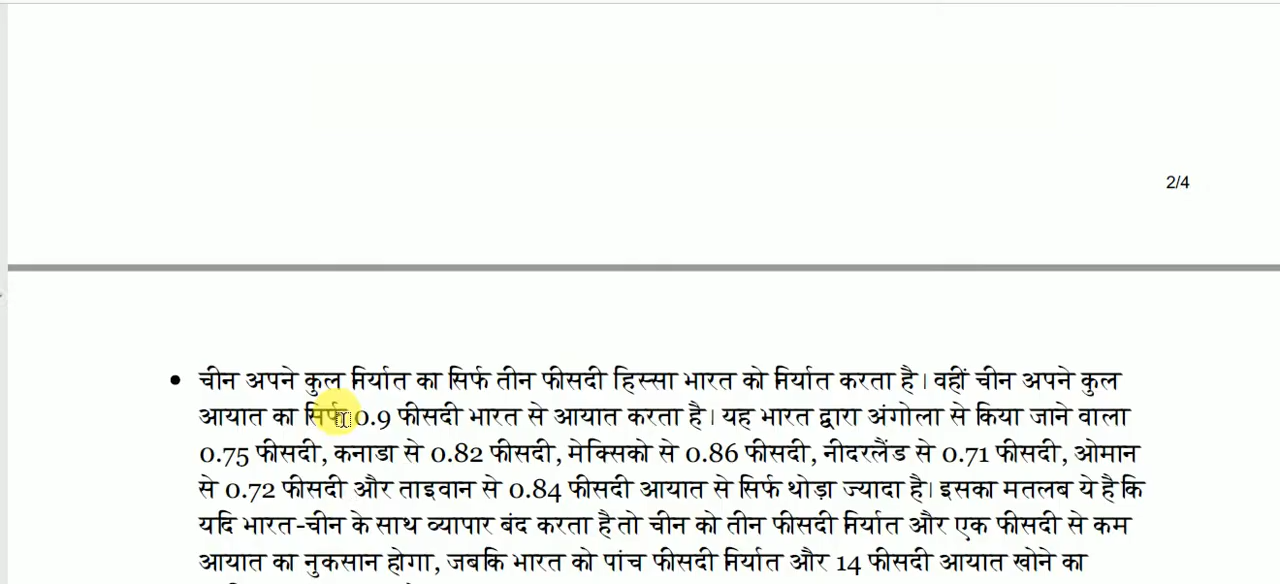 2/4
• चीन अपने कुल निर्यात का सिर्फ तीन फीसदी हिस्सा भारत को निर्यात करता है। वहीं चीन अपने कुल
आयात का सिर्फ 0.9 फीसदी भारत से आयात करता है। यह भारत द्वारा अंगोला से किया जाने वाला
0.75 फीसदी, कनाडा से 0.82 फीसदी, मेक्सिको से 0.86 फीसदी, नीदरलैंड से 0.71 फीसदी, ओमान
से 0.72 फीसदी और ताइवान से 0.84 फीसदी आयात से सिर्फ थोड़ा ज्यादा है। इसका मतलब ये है कि
यदि भारत-चीन के साथ व्यापार बंद करता है तो चीन को तीन फीसदी निर्यात और एक फीसदी से कम
आयात का नुकसान होगा, जबकि भारत को पांच फीसदी निर्यात और 14 फीसदी आयात खोने का